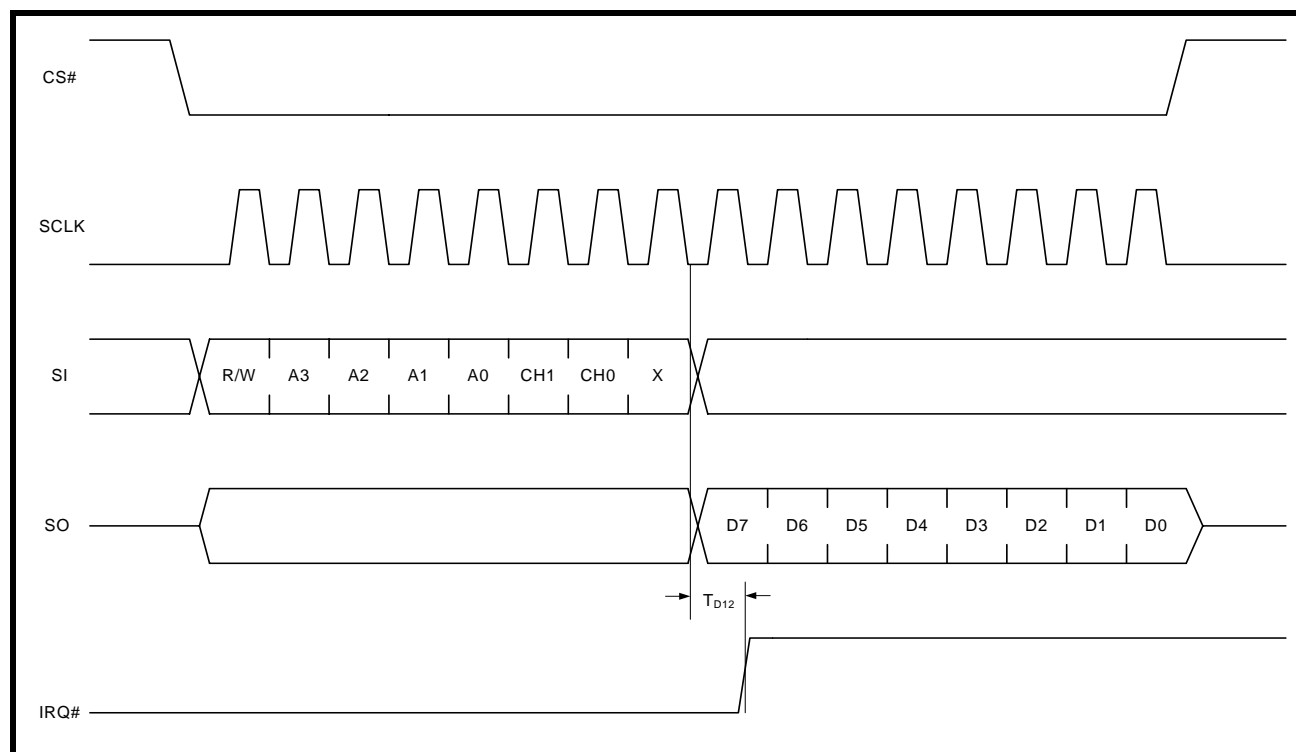 CS#
SCLK
SI
R/W A3 A2 A1 A0 CH1 CH0 X
SO
D7 D6 D5 D4 D3 D2 D1 D0
TD12
IRQ#